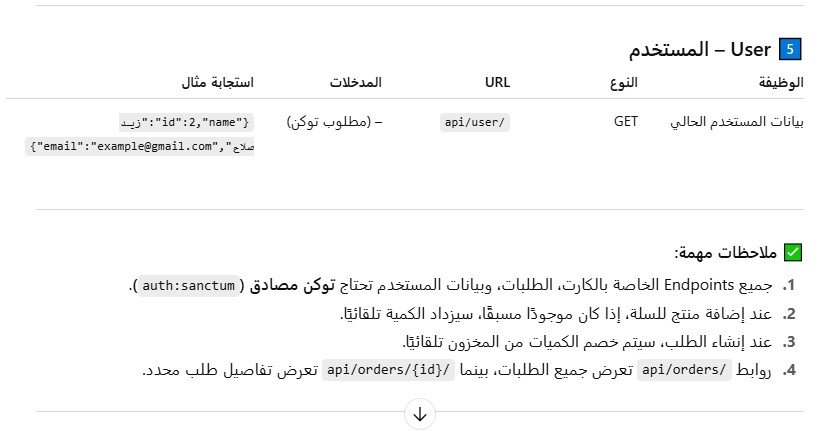 5 User – المستخدم
الوظيفة النوع URL المدخلات استجابة مثال
بيانات المستخدم الحالي GET api/user/ – (مطلوب توكن) {"id":2,"name":"زيد
صلاح","email":"example@gmail.com"}
ملاحظات مهمة:
1. جميع Endpoints الخاصة بالكارت، الطلبات، وبيانات المستخدم تحتاج توكن مصادق (auth:sanctum).
2. عند إضافة منتج للسلة، إذا كان موجودًا مسبقًا، سيزداد الكمية تلقائيًا.
3. عند إنشاء الطلب، سيتم خصم الكميات من المخزون تلقائيًا.
4. روابط api/orders/ تعرض جميع الطلبات، بينما api/orders/{id}/ تعرض تفاصيل طلب محدد.